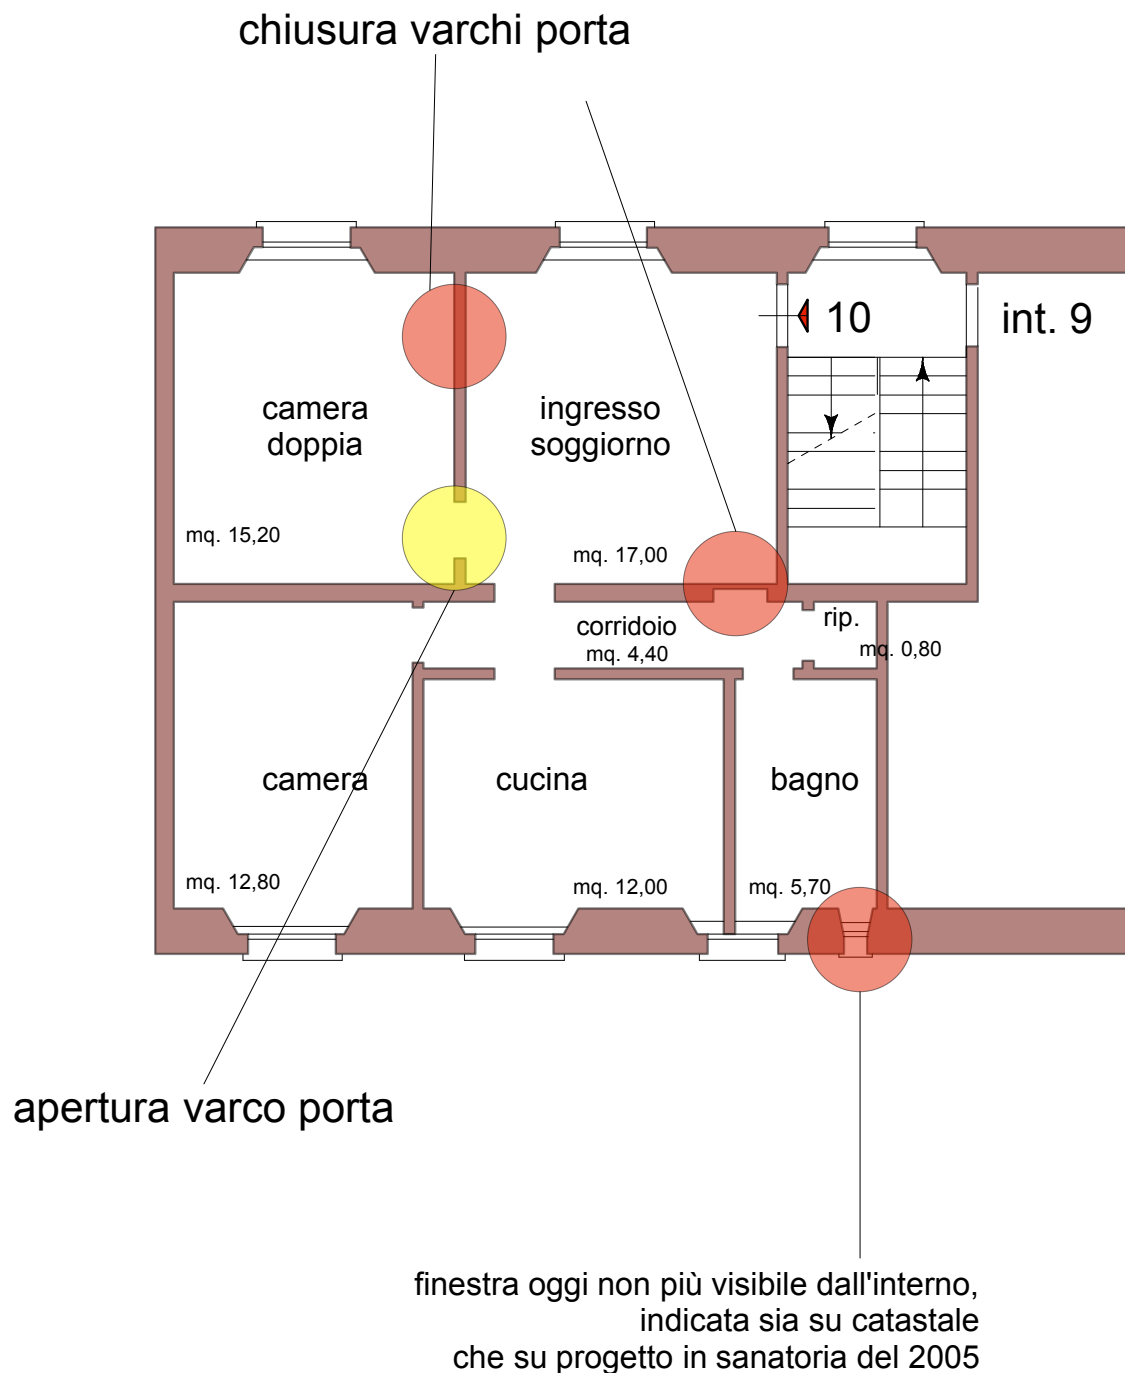 chiusura varchi porta
10
int. 9
camera
doppia
ingresso
soggiorno
mq. 15,20
mq. 17,00
corridoio
mq. 4,40
rip.
mq. 0,80
camera
cucina
bagno
mq. 12,80
mq. 12,00
mq. 5,70
apertura varco porta
finestra oggi non più visibile dall'interno,
indicata sia su catastale
che su progetto in sanatoria del 2005